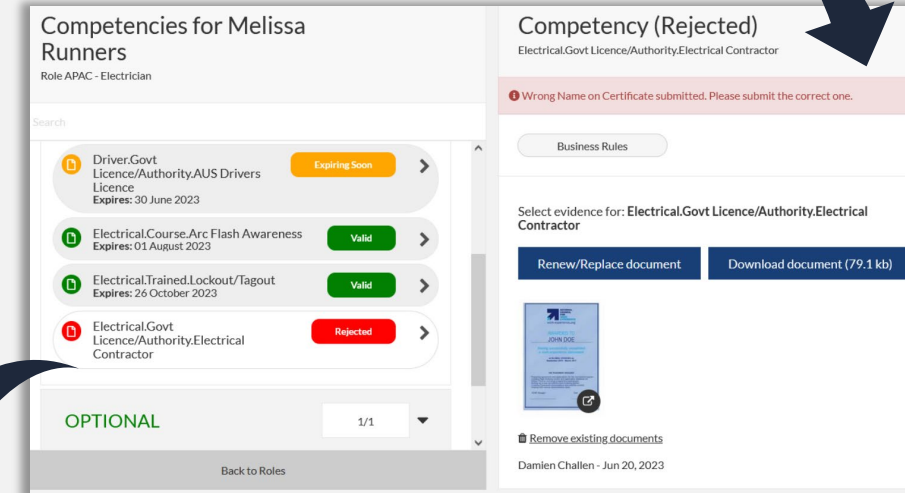 Competencies for Melissa
Runners
Role APAC - Electrician
Search
Driver.Govt
Licence/Authority.AUS Drivers
Licence
Expires: 30 June 2023
Expiring Soon
Electrical.Course.Arc Flash Awareness
Expires: 01 August 2023
Valid
Electrical.Trained.Lockout/Tagout
Expires: 26 October 2023
Valid
Electrical.Govt
Licence/Authority.Electrical
Contractor
Rejected
OPTIONAL
1/1
Back to Roles
Competency (Rejected)
Electrical.Govt Licence/Authority.Electrical Contractor
Wrong Name on Certificate submitted. Please submit the correct one.
Business Rules
Select evidence for: Electrical.Govt Licence/Authority.Electrical
Contractor
Renew/Replace document
Download document (79.1 kb)
JOHN DOE
Remove existing documents
Damien Challen - Jun 20, 2023